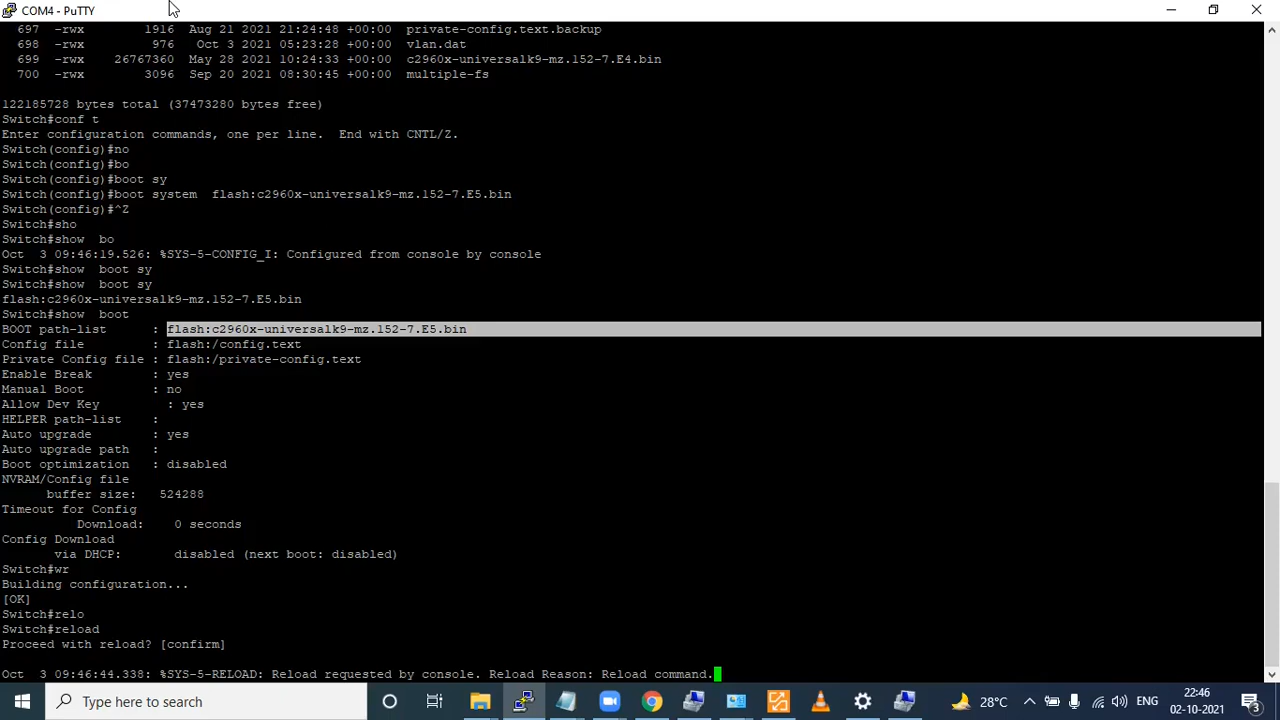 COM4 - PuTTY
697  -rwx        1916  Aug 21 2021 21:24:48 +00:00  private-config.text.backup
698  -rwx         976   Oct 3 2021 05:23:28 +00:00  vlan.dat
699  -rwx    26767360  May 28 2021 10:24:33 +00:00  c2960x-universalk9-mz.152-7.E4.bin
700  -rwx        3096  Sep 20 2021 08:30:45 +00:00  multiple-fs
122185728 bytes total (37473280 bytes free)
Switch#conf t
Enter configuration commands, one per line.  End with CNTL/Z.
Switch(config)#no
Switch(config)#bo
Switch(config)#boot sy
Switch(config)#boot system  flash:c2960x-universalk9-mz.152-7.E5.bin
Switch(config)#^Z
Switch#sho
Switch#show  bo
Oct  3 09:46:19.526: %SYS-5-CONFIG_I: Configured from console by console
Switch#show  boot sy
Switch#show  boot sy
flash:c2960x-universalk9-mz.152-7.E5.bin
Switch#show  boot
BOOT path-list      : flash:c2960x-universalk9-mz.152-7.E5.bin
Config file         : flash:/config.text
Private Config file : flash:/private-config.text
Enable Break        : yes
Manual Boot         : no
Allow Dev Key         : yes
HELPER path-list    :
Auto upgrade        : yes
Auto upgrade path   :
Boot optimization   : disabled
NVRAM/Config file
      buffer size:   524288
Timeout for Config
          Download:    0 seconds
Config Download
       via DHCP:       disabled (next boot: disabled)
Switch#wr
Building configuration...
[OK]
Switch#relo
Switch#reload
Proceed with reload? [confirm]
Oct  3 09:46:44.338: %SYS-5-RELOAD: Reload requested by console. Reload Reason: Reload command.
Type here to search
28°C
ENG
22:46
02-10-2021
3